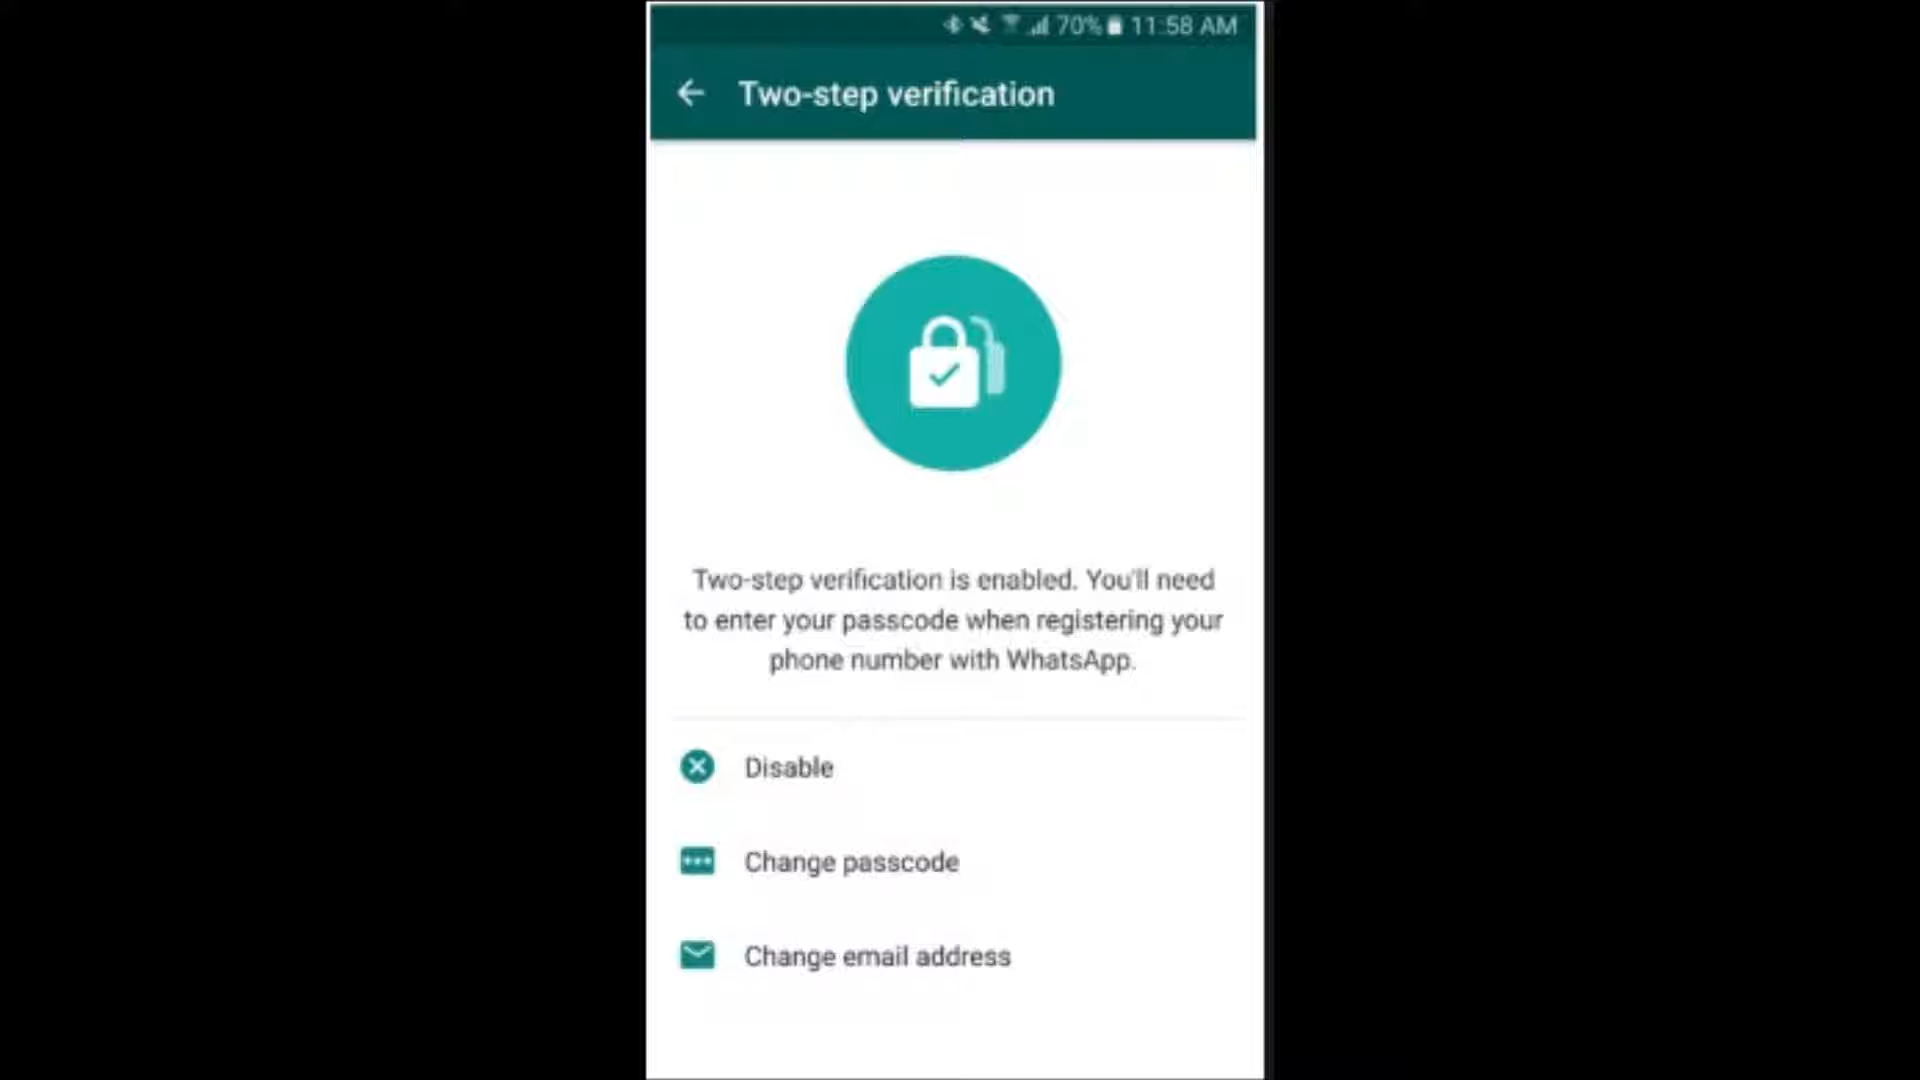 70% 11:58 AM
Two-step verification
Two-step verification is enabled. You'll need
to enter your passcode when registering your
phone number with WhatsApp.
Disable
Change passcode
Change email address